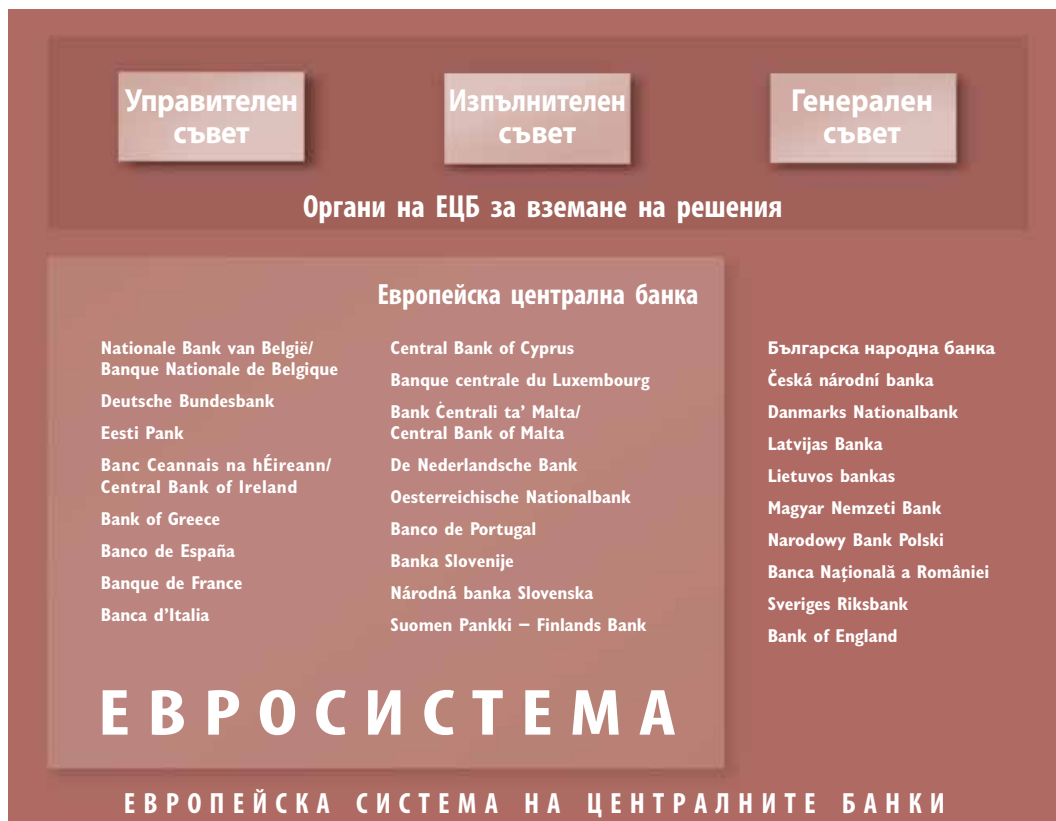 Управителен
съвет
Изпълнителен
съвет
Генерален
съвет
Органи на ЕЦБ за вземане на решения
Европейска централна банка
Nationale Bank van België/
Banque Nationale de Belgique
Deutsche Bundesbank
Eesti Pank
Banc Ceannais na hÉireann/
Central Bank of Ireland
Bank of Greece
Banco de España
Banque de France
Banca d’Italia
Central Bank of Cyprus
Banque centrale du Luxembourg
Bank Ċentrali ta’ Malta/
Central Bank of Malta
De Nederlandsche Bank
Oesterreichische Nationalbank
Banco de Portugal
Banka Slovenije
Národná banka Slovenska
Suomen Pankki – Finlands Bank
Българска народна банка
Česká národní banka
Danmarks Nationalbank
Latvijas Banka
Lietuvos bankas
Magyar Nemzeti Bank
Narodowy Bank Polski
Banca Națională a României
Sveriges Riksbank
Bank of England
ЕВРОСИСТЕМА
ЕВРОПЕЙСКА СИСТЕМА НА ЦЕНТРАЛНИТЕ БАНКИ